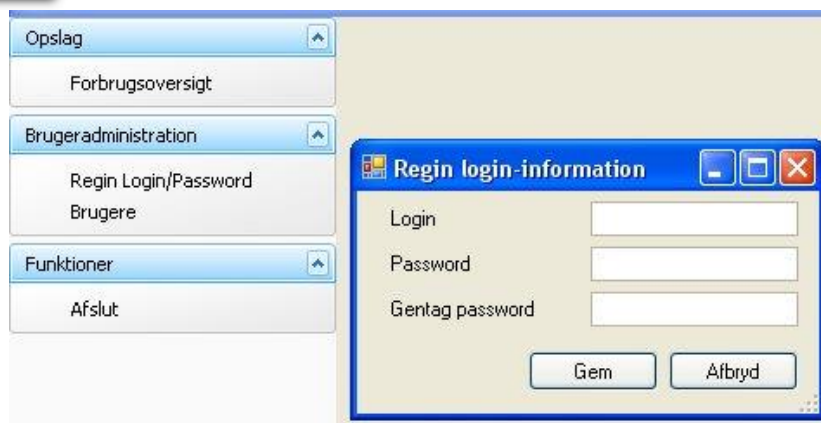 Opslag
Forbrugsoversigt
Brugeradministration
Regin Login/Password
Brugere
Funktioner
Afslut
Regin login-information
Login
Password
Gentag password
Gem
Afbryd